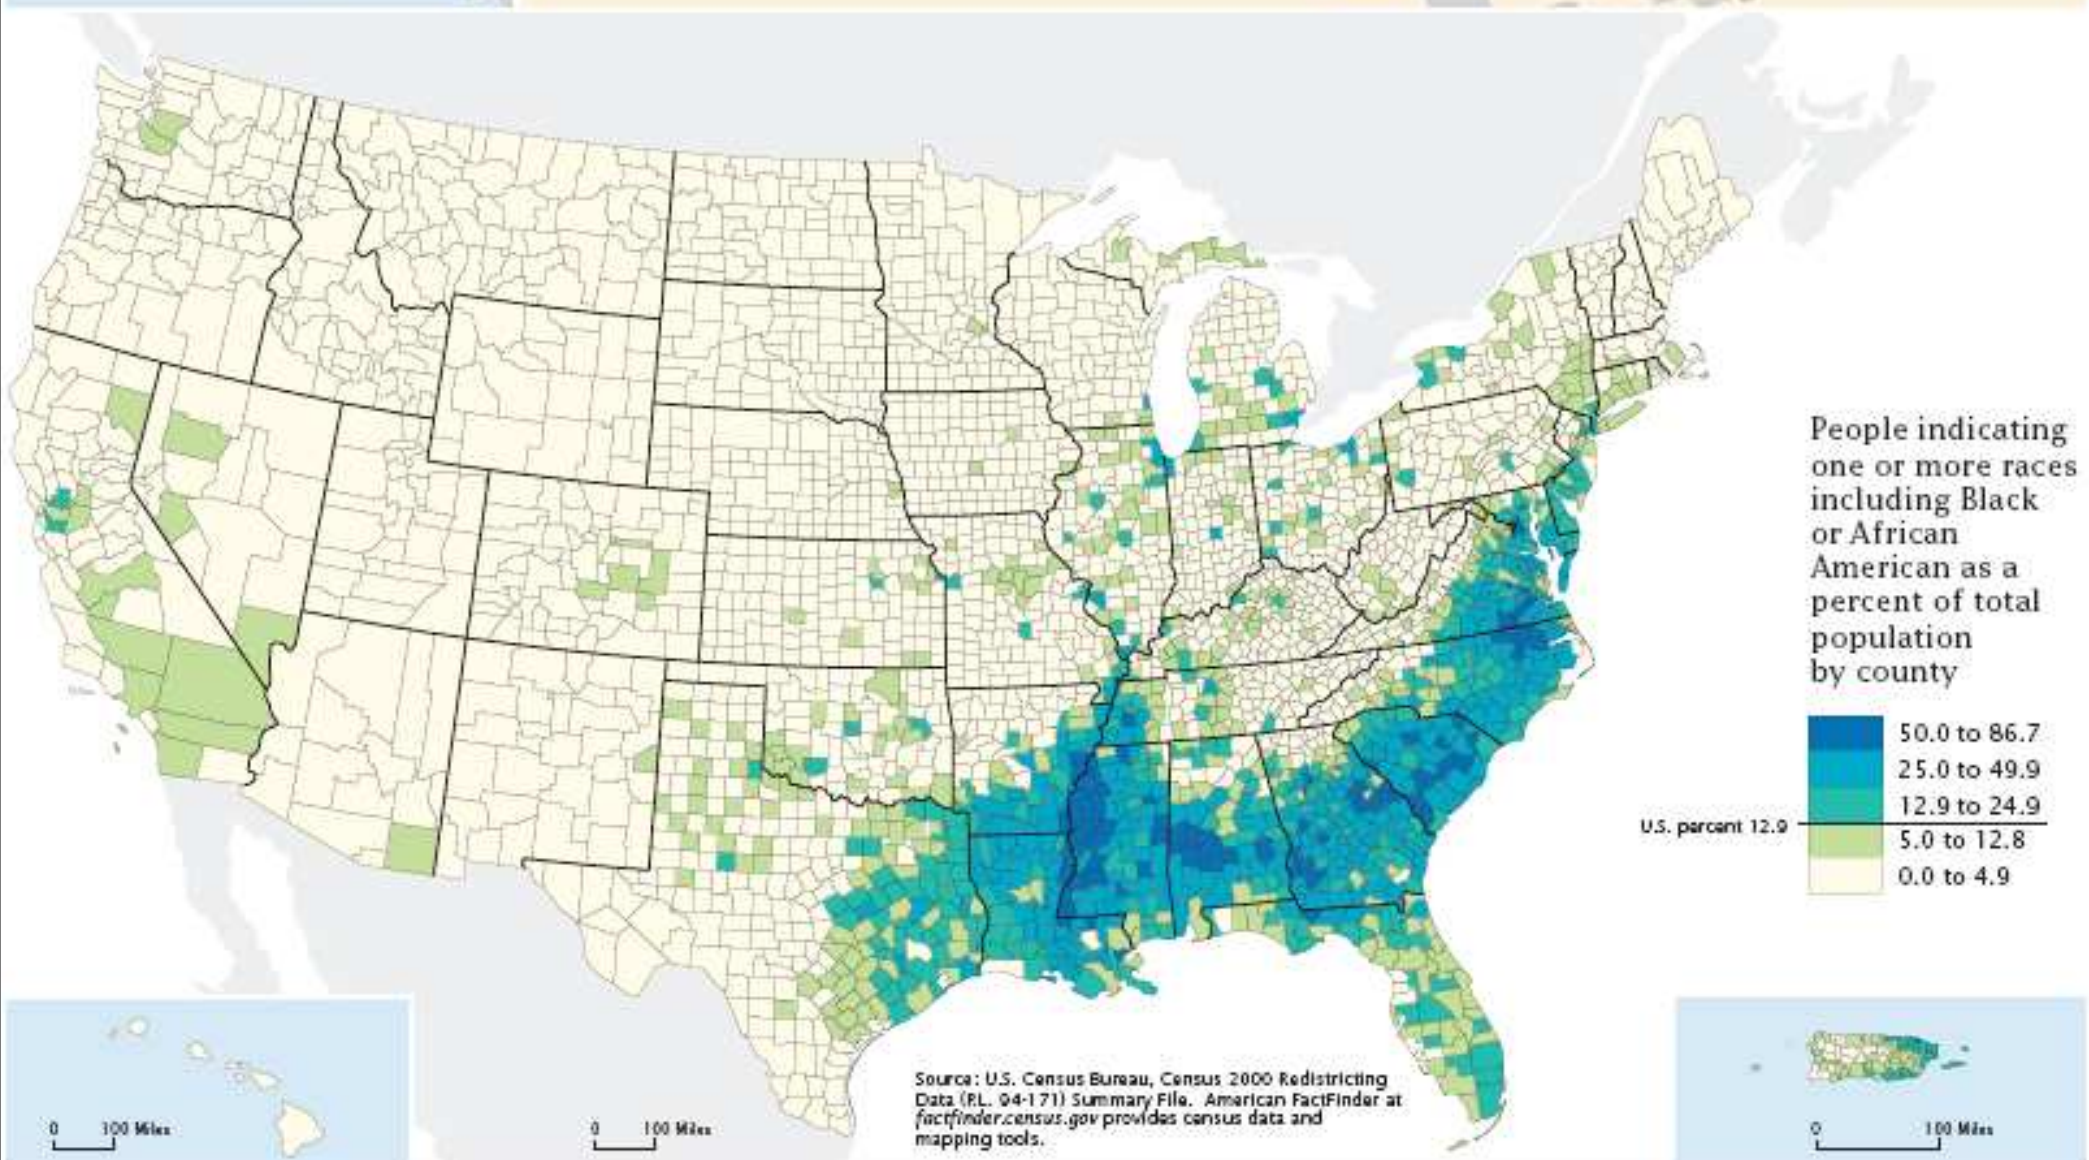 People indicating
one or more races
including Black
or African
American as a
percent of total
population
by county
50.0 to 86.7
25.0 to 49.9
12.9 to 24.9
U.S. percent 12.9
5.0 to 12.8
0.0 to 4.9
Source: U.S. Census Bureau, Census 2000 Redistricting
Data (P.L. 94-171) Summary File. American FactFinder at
factfinder.census.gov provides census data and
mapping tools.
0 100 Miles
0 100 Miles
0 100 Miles